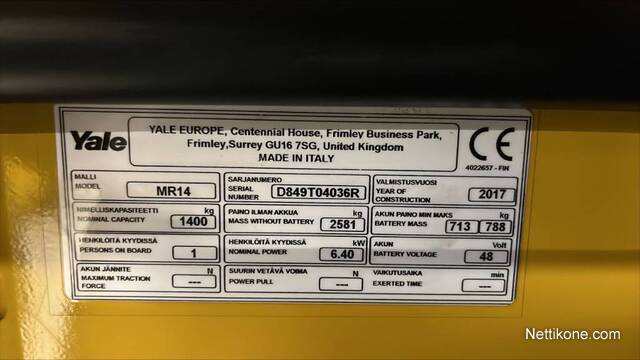 Yale
YALE EUROPE, Centennial House, Frimley Business Park,
Frimley,Surrey GU16 7SG, United Kingdom
MADE IN ITALY
CE
4022657 - FIN
MALLI
MODEL
MR14
SARJANUMERO
SERIAL
NUMBER
D849T04036R
VALMISTUSVUOSI
YEAR OF
CONSTRUCTION
2017
NIMELLISKAPASITEETTI
NOMINAL CAPACITY
kg
1400
PAINO ILMAN AKKUA
MASS WITHOUT BATTERY
kg
2581
AKUN PAINO MIN MAKS
BATTERY MASS
kg
713 788
HENKILÖITÄ KYYDISSÄ
PERSONS ON BOARD
1
HENKILÖITÄ KYYDISSÄ
NOMINAL POWER
kW
6.40
AKUN
BATTERY VOLTAGE
Volt
48
AKUN JÄNNITE
MAXIMUM TRACTION
FORCE
N
---
SUURIN VETÄVÄ VOIMA
POWER PULL
N
---
VAIKUTUSAIKA
EXERTED TIME
min
---
Nettikone.com